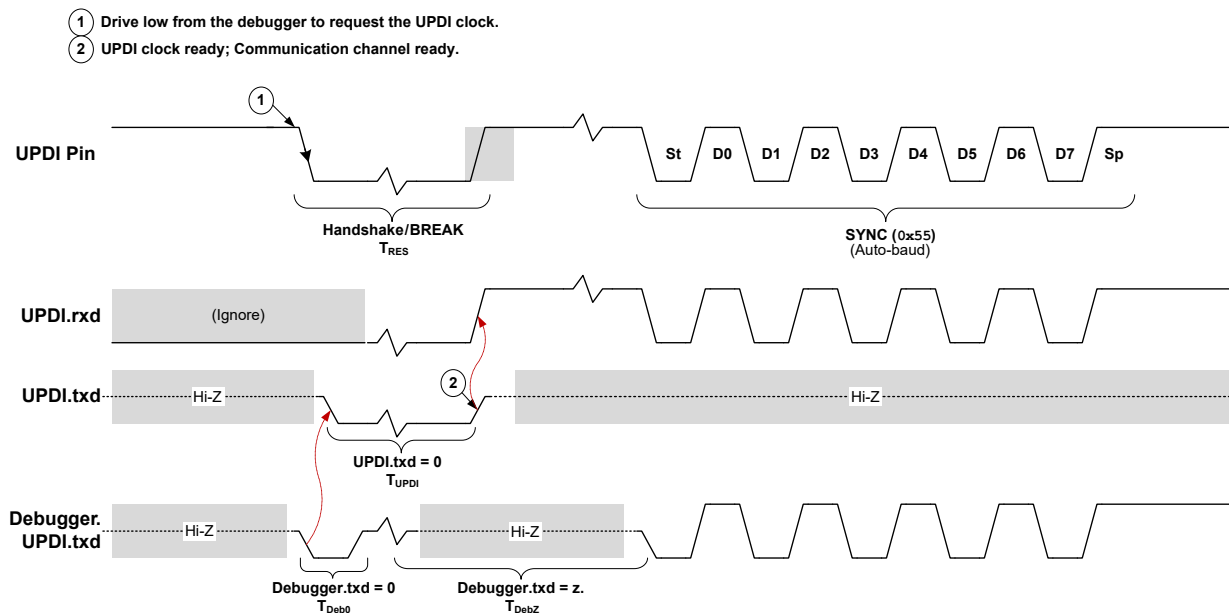 1 Drive low from the debugger to request the UPDI clock.
2 UPDI clock ready; Communication channel ready.
1
UPDI Pin
St D0 D1 D2 D3 D4 D5 D6 D7 Sp
Handshake/BREAK
TRES
SYNC (0x55)
(Auto-baud)
UPDI.rxd
(Ignore)
2
UPDI.txd
Hi-Z
Hi-Z
UPDI.txd = 0
TUPDI
Debugger.
UPDI.txd
Hi-Z
Hi-Z
Debugger.txd = 0
TDeb0
Debugger.txd = z.
TDebZ